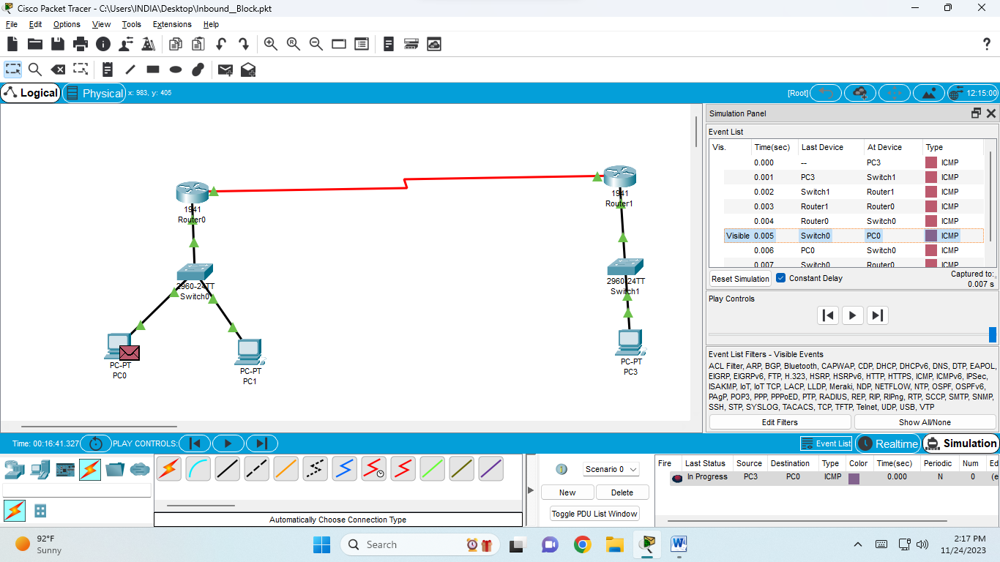 Cisco Packet Tracer - C:\Users\INDIA\Desktop\Inbound__Block.pkt
File Edit Options View Tools Extensions Help
Logical Physical x: 983, y: 405 [Root] 12:15:00
Simulation Panel
Event List
Vis. Time(sec) Last Device At Device Type
0.000 -- PC3 ICMP
0.001 PC3 Switch1 ICMP
0.002 Switch1 Router1 ICMP
0.003 Router1 Router0 ICMP
0.004 Router0 Switch0 ICMP
Visible 0.005 Switch0 PC0 ICMP
0.006 PC0 Switch0 ICMP
0.007 Switch0 Router0 ICMP
Reset Simulation Constant Delay Captured to:
0.007 s
Play Controls
Event List Filters - Visible Events
ACL Filter, ARP, BGP, Bluetooth, CAPWAP, CDP, DHCP, DHCPv6, DNS, DTP, EAPOL,
EIGRP, EIGRPv6, FTP, H.323, HSRP, HSRPv6, HTTP, HTTPS, ICMP, ICMPv6, IPSec,
ISAKMP, IoT, IoT TCP, LACP, LLDP, Meraki, NDP, NETFLOW, NTP, OSPF, OSPFv6,
PAgP, POP3, PPP, PPPoED, PTP, RADIUS, REP, RIP, RIPng, RTP, SCCP, SMTP, SNMP,
SSH, STP, SYSLOG, TACACS, TCP, TFTP, Telnet, UDP, USB, VTP
Edit Filters Show All/None
1941
Router0
1941
Router1
2960-24TT
Switch0
2960-24TT
Switch1
PC-PT
PC0
PC-PT
PC1
PC-PT
PC3
Time: 00:16:41.327 PLAY CONTROLS: Event List Realtime Simulation
Automatically Choose Connection Type
Scenario 0
New Delete
Toggle PDU List Window
Fire Last Status Source Destination Type Color Time(sec) Periodic Num Ed
In Progress PC3 PC0 ICMP 0.000 N 0 (e
92°F
Sunny
Search
2:17 PM
11/24/2023